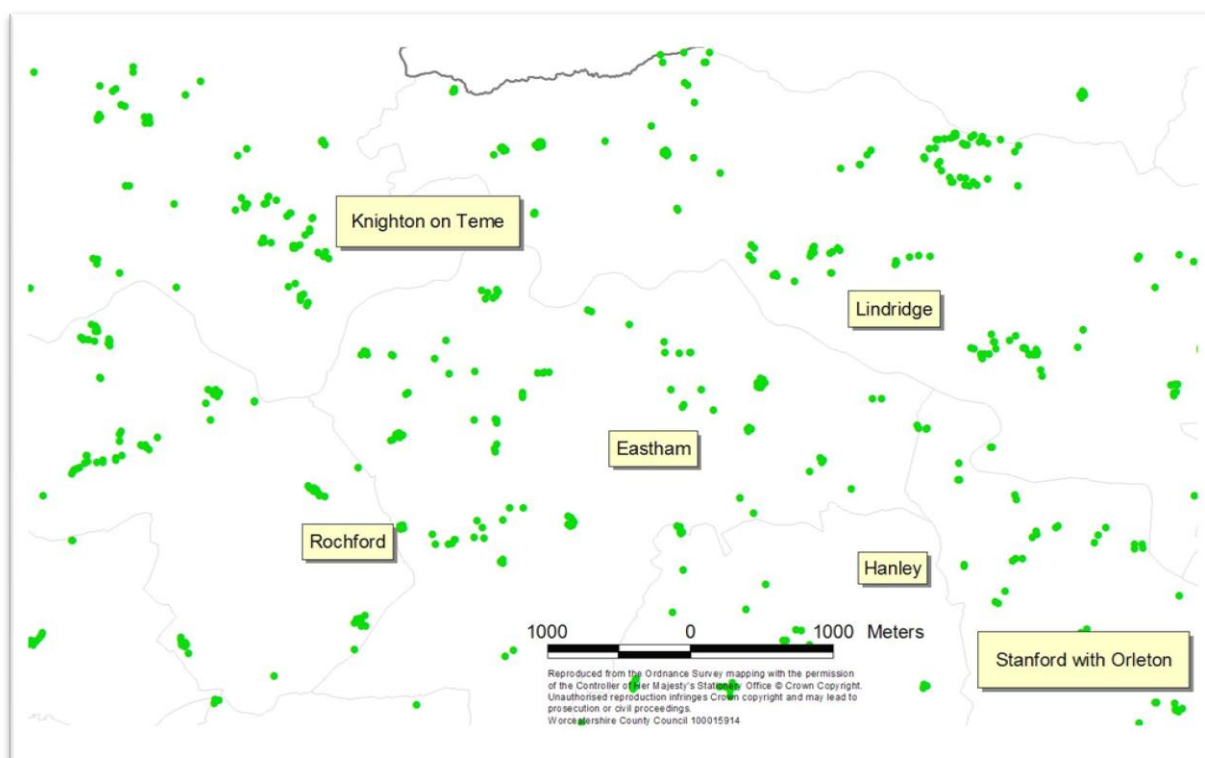 Knighton on Teme
Lindridge
Eastham
Rochford
Hanley
1000 0 1000 Meters
Stanford with Orleton
Reproduced from the Ordnance Survey mapping with the permission
of the Controller of Her Majesty's Stationery Office © Crown Copyright.
Unauthorised reproduction infringes Crown copyright and may lead to
prosecution or civil proceedings.
Worcestershire County Council 100015914